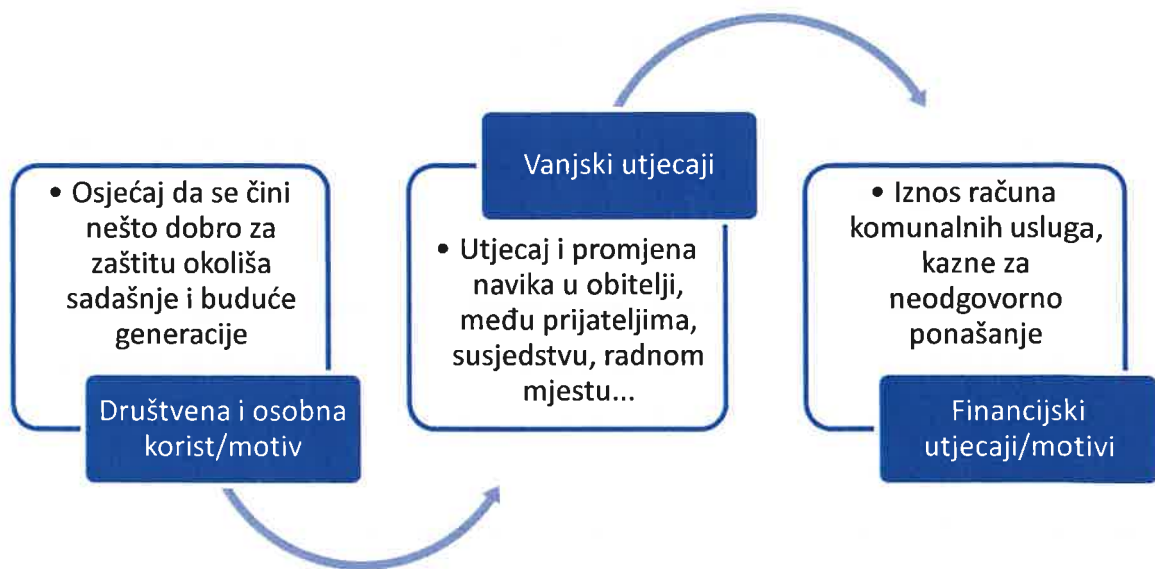 • Osjećaj da se čini
nešto dobro za
zaštitu okoliša
sadašnje i buduće
generacije
Društvena i osobna
korist/motiv
Vanjski utjecaji
• Utjecaj i promjena
navika u obitelji,
među prijateljima,
susjedstvu, radnom
mjestu...
• Iznos računa
komunalnih usluga,
kazne za
neodgovorno
ponašanje
Financijski
utjecaji/motivi